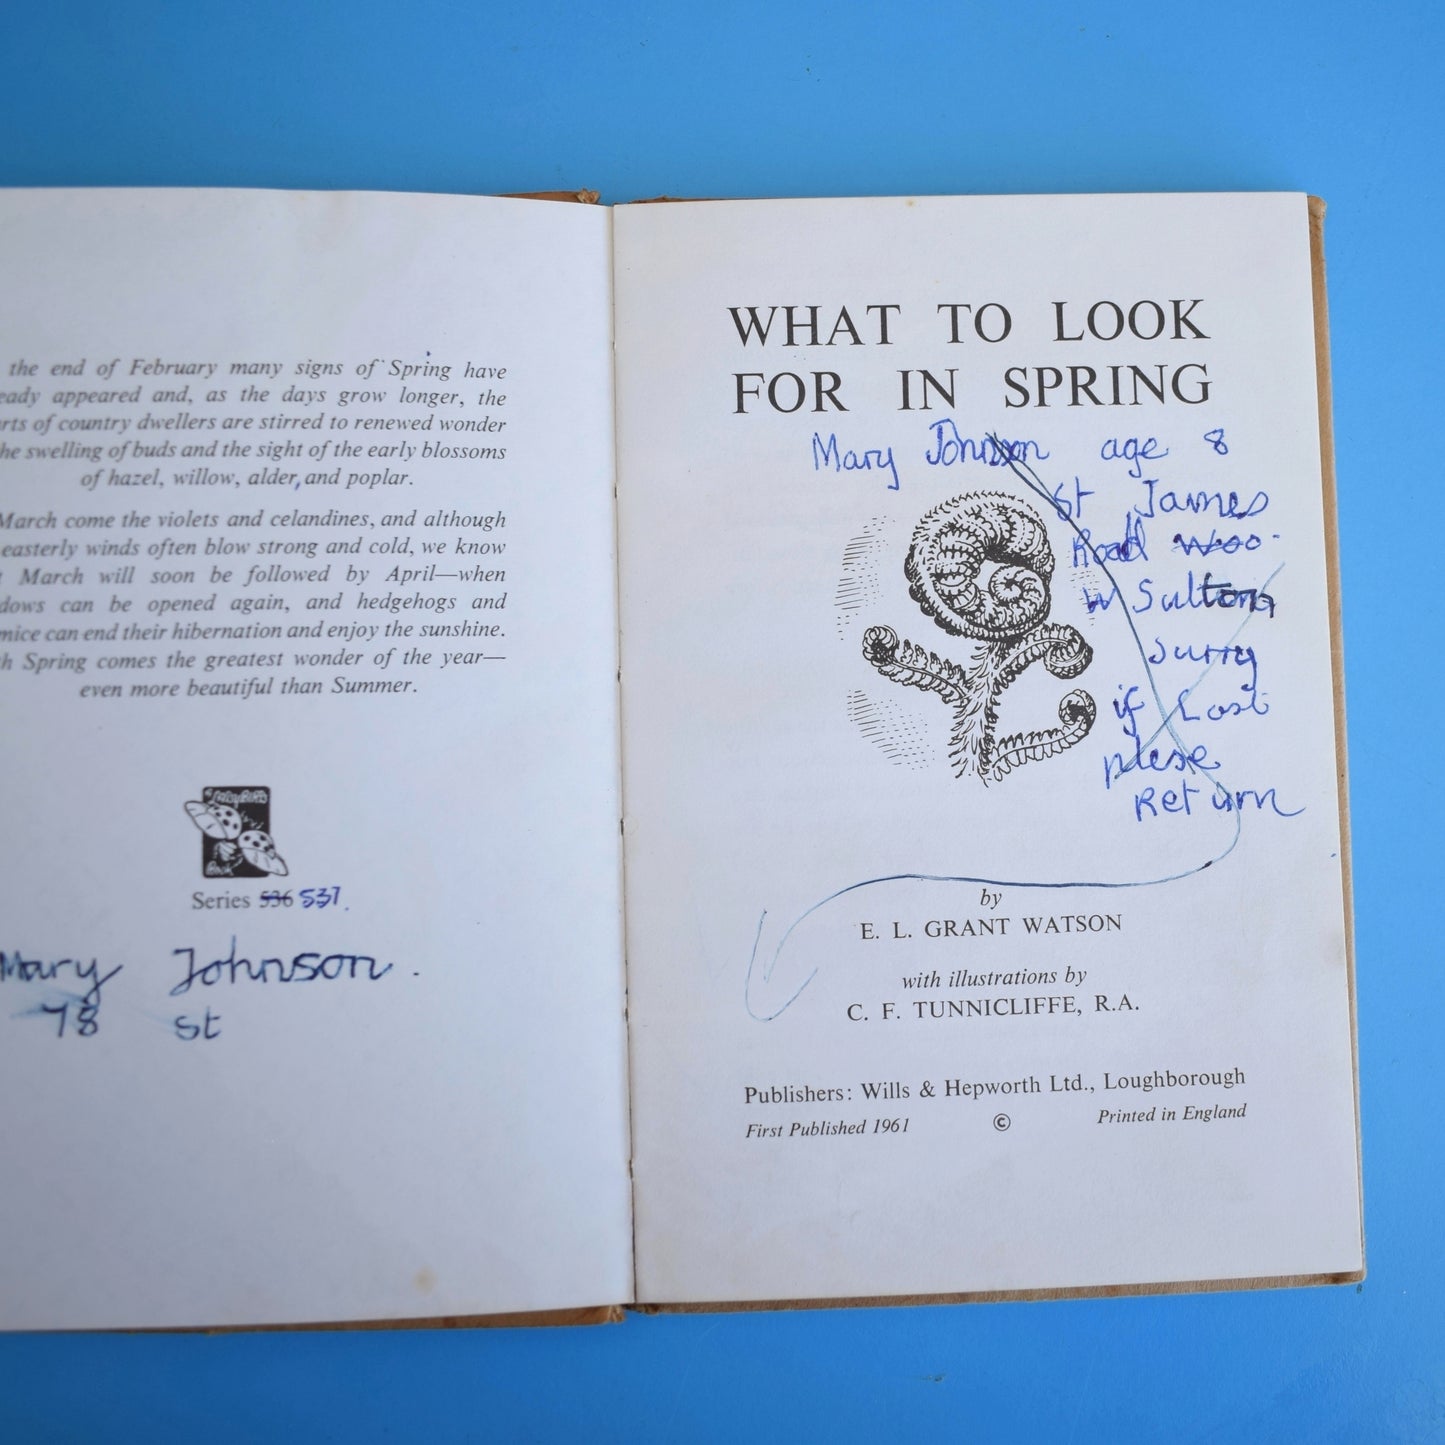 the end of February many signs of Spring have
eady appeared and, as the days grow longer, the
rts of country dwellers are stirred to renewed wonder
he swelling of buds and the sight of the early blossoms
of hazel, willow, alder, and poplar.
March come the violets and celandines, and although
easterly winds often blow strong and cold, we know
t March will soon be followed by April—when
dows can be opened again, and hedgehogs and
mice can end their hibernation and enjoy the sunshine.
h Spring comes the greatest wonder of the year—
even more beautiful than Summer.
Book
Series 536 537.
Mary Johnson.
78 St
WHAT TO LOOK
FOR IN SPRING
Mary Johnson age 8
St James
Road Woo-
W Sultong
Surry
if Lost
plese
Return
by
E. L. GRANT WATSON
with illustrations by
C. F. TUNNICLIFFE, R.A.
Publishers: Wills & Hepworth Ltd., Loughborough
First Published 1961 © Printed in England